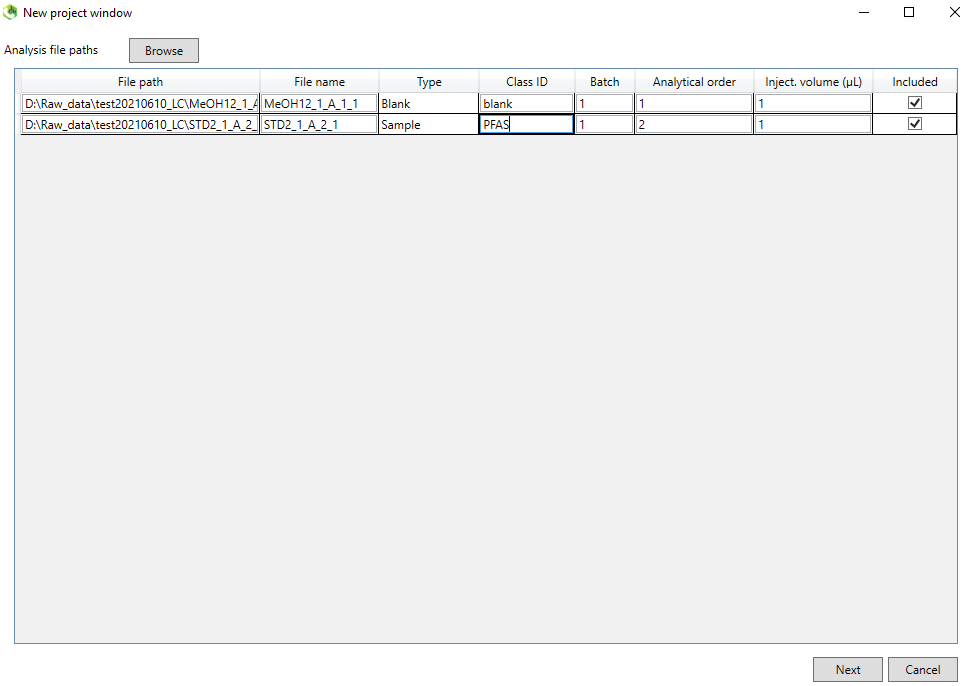 New project window
Analysis file paths Browse
File path File name Type Class ID Batch Analytical order Inject. volume (μL) Included
D:\Raw_data\test20210610_LC\MeOH12_1_A MeOH12_1_A_1_1 Blank blank 1 1 1
D:\Raw_data\test20210610_LC\STD2_1_A_2_ STD2_1_A_2_1 Sample PFAS 1 2 1
Next Cancel